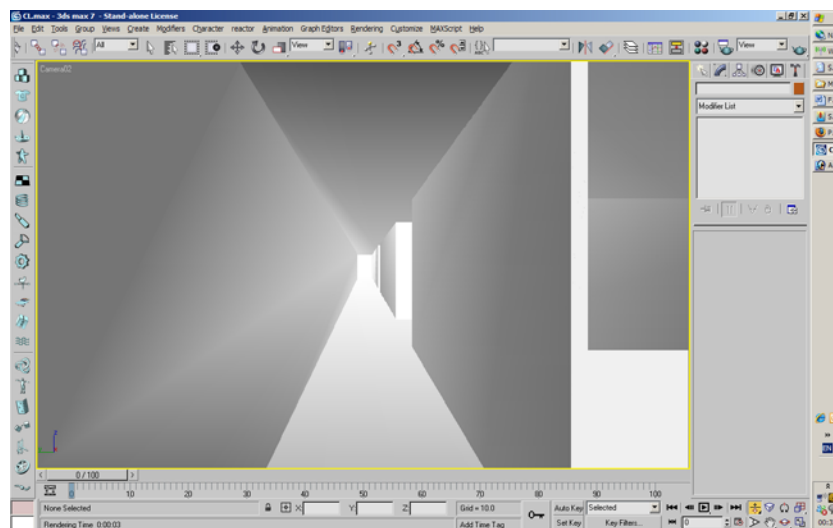 CL.max - 3ds max 7 - Stand-alone License
File Edit Tools Group Views Create Modifiers Character reactor Animation Graph Editors Rendering Customize MAXScript Help
All View View
Camera02
Modifier List
0 / 100
0 10 20 30 40 50 60 70 80 90 100
None Selected X: Y: Z: Grid = 10.0 Auto Key Selected
Rendering Time 0:00:03 Add Time Tag Set Key Key Filters... 0
EN